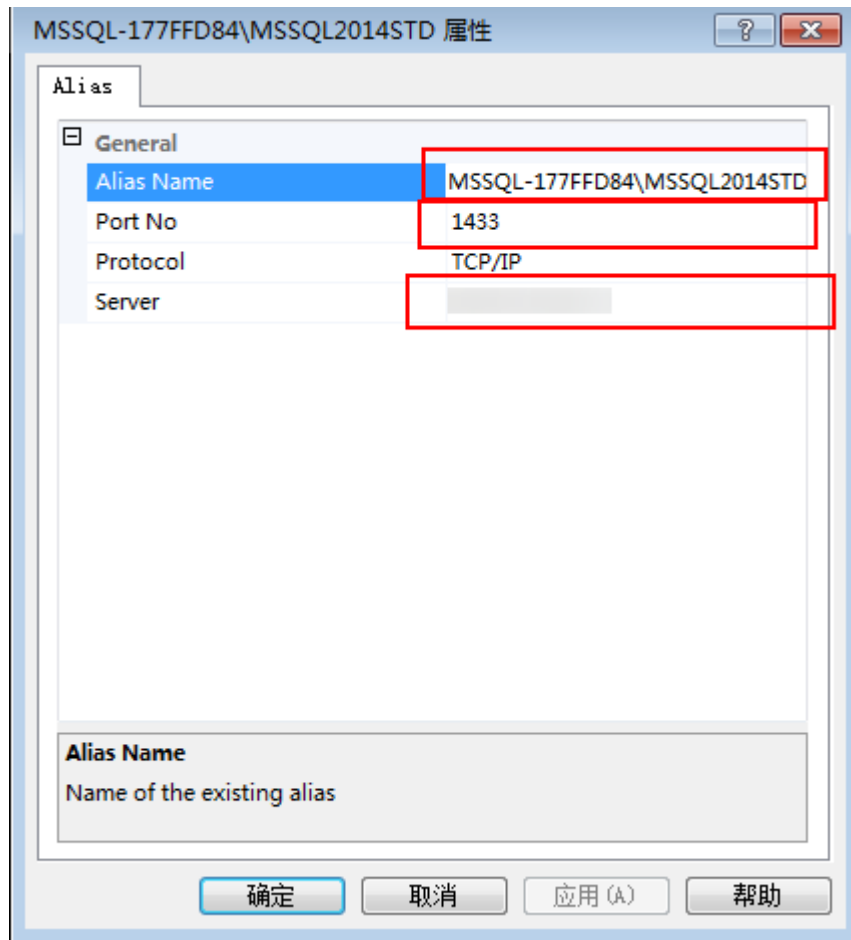 MSSQL-177FFD84\MSSQL2014STD 属性
Alias
General
Alias Name MSSQL-177FFD84\MSSQL2014STD
Port No 1433
Protocol TCP/IP
Server
Alias Name
Name of the existing alias
确定 取消 应用(A) 帮助